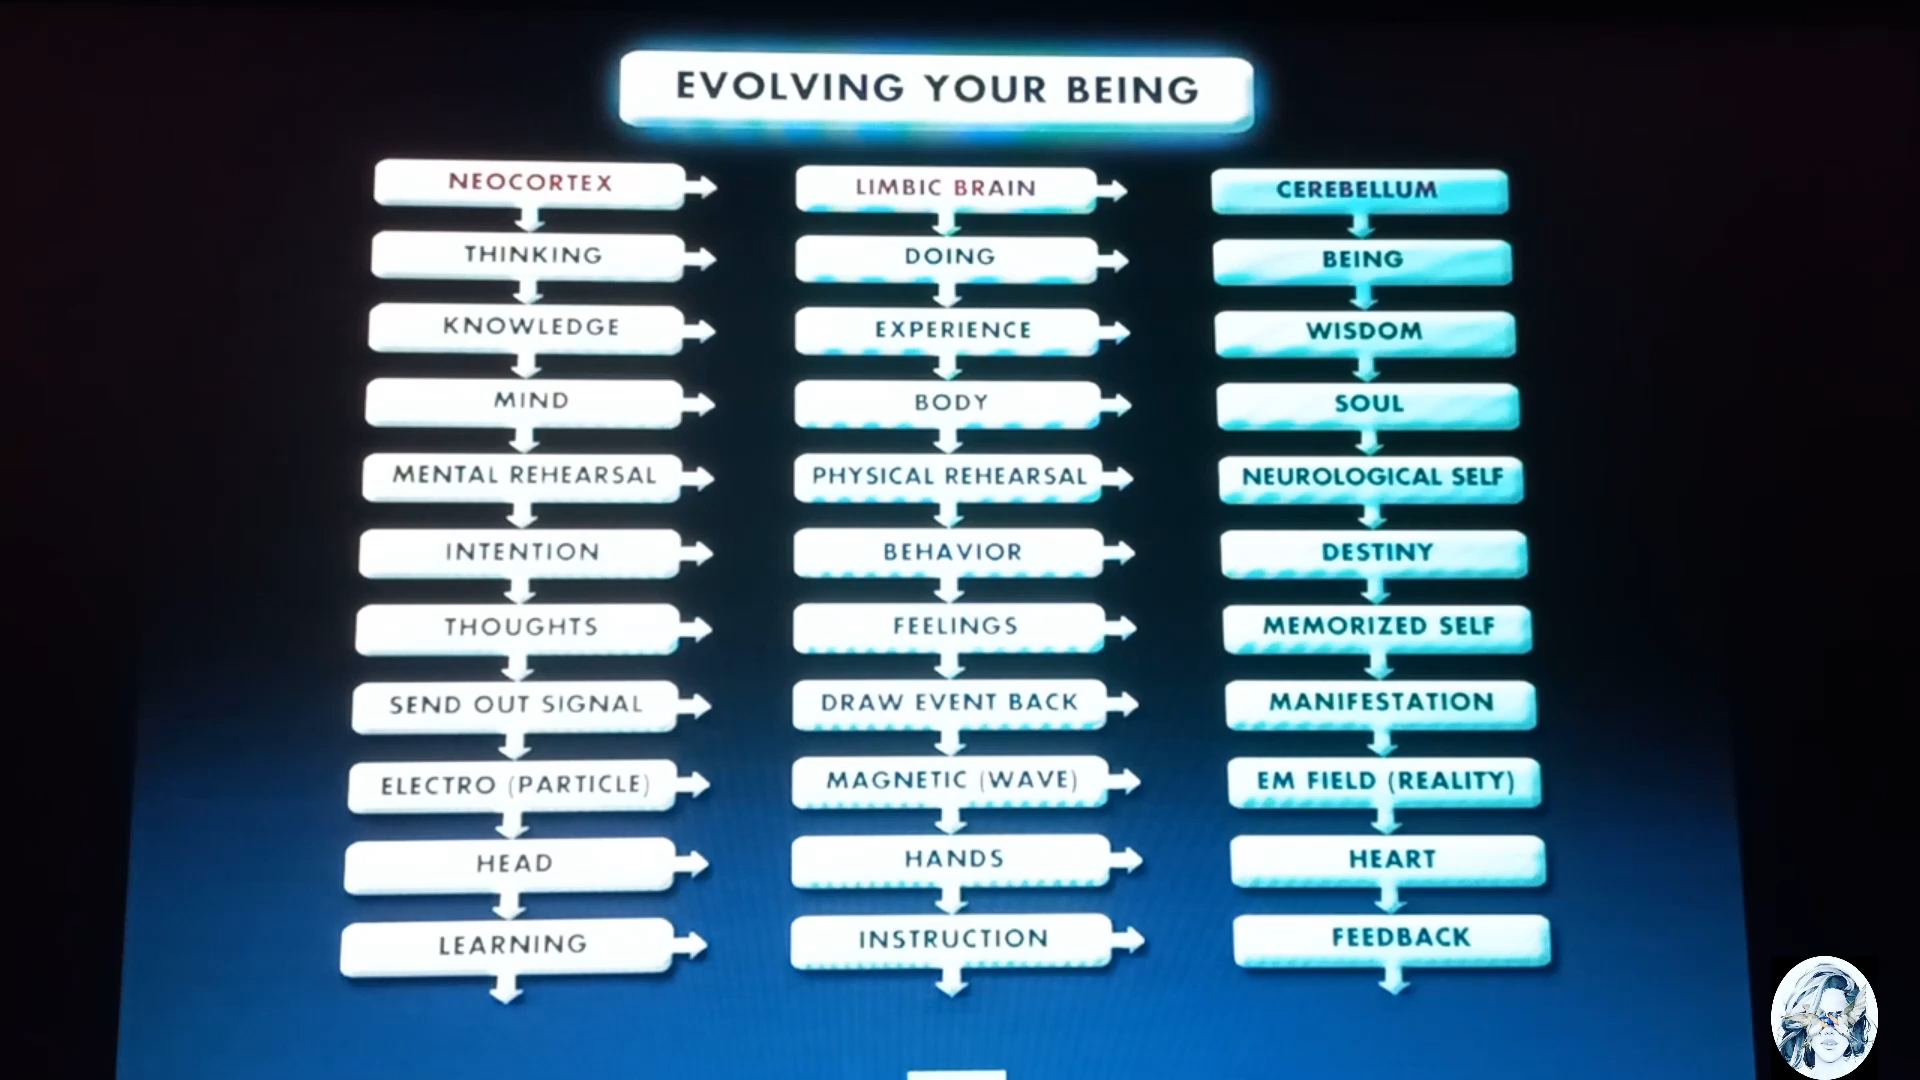 EVOLVING YOUR BEING
NEOCORTEX LIMBIC BRAIN CEREBELLUM
THINKING DOING BEING
KNOWLEDGE EXPERIENCE WISDOM
MIND BODY SOUL
MENTAL REHEARSAL PHYSICAL REHEARSAL NEUROLOGICAL SELF
INTENTION BEHAVIOR DESTINY
THOUGHTS FEELINGS MEMORIZED SELF
SEND OUT SIGNAL DRAW EVENT BACK MANIFESTATION
ELECTRO (PARTICLE) MAGNETIC (WAVE) EM FIELD (REALITY)
HEAD HANDS HEART
LEARNING INSTRUCTION FEEDBACK